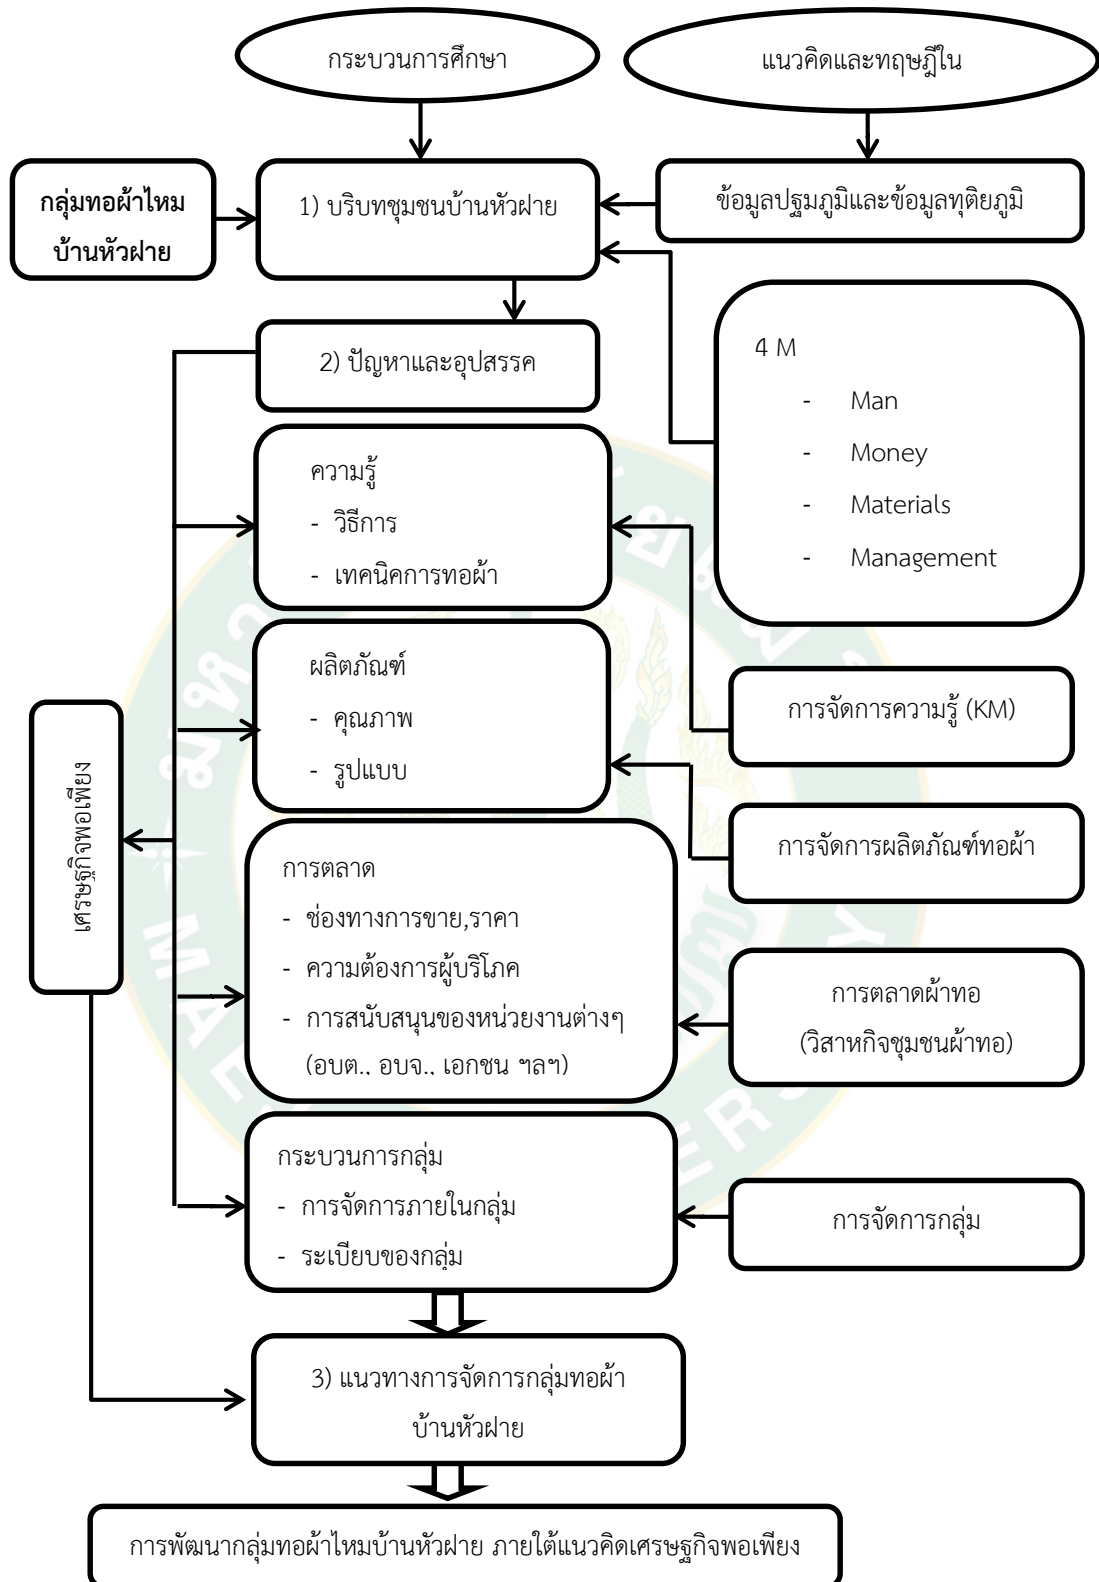 กระบวนการศึกษา
แนวคิดและทฤษฎีใน
กลุ่มทอผ้าไหม
บ้านหัวฝาย
1) บริบทชุมชนบ้านหัวฝาย
ข้อมูลปฐมภูมิและข้อมูลทุติยภูมิ
2) ปัญหาและอุปสรรค
4 M
- Man
- Money
- Materials
- Management
ความรู้
- วิธีการ
- เทคนิคการทอผ้า
ผลิตภัณฑ์
- คุณภาพ
- รูปแบบ
การจัดการความรู้ (KM)
เศรษฐกิจพอเพียง
การจัดการผลิตภัณฑ์ทอผ้า
การตลาด
- ช่องทางการขาย,ราคา
- ความต้องการผู้บริโภค
- การสนับสนุนของหน่วยงานต่างๆ
(อบต., อบจ., เอกชน ฯลฯ)
การตลาดผ้าทอ
(วิสาหกิจชุมชนผ้าทอ)
กระบวนการกลุ่ม
- การจัดการภายในกลุ่ม
- ระเบียบของกลุ่ม
การจัดการกลุ่ม
3) แนวทางการจัดการกลุ่มทอผ้า
บ้านหัวฝาย
การพัฒนากลุ่มทอผ้าไหมบ้านหัวฝาย ภายใต้แนวคิดเศรษฐกิจพอเพียง